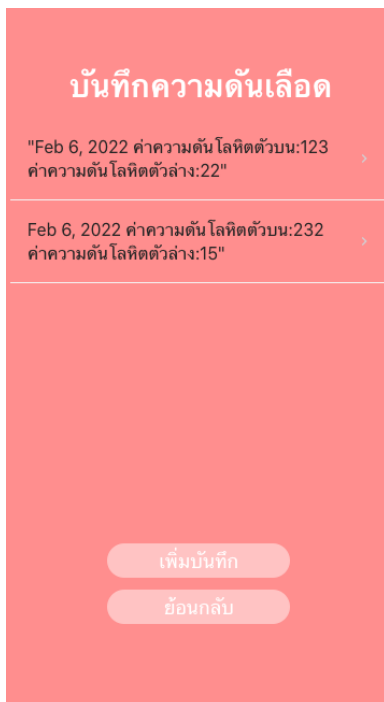 บันทึกความดันเลือด
"Feb 6, 2022 ค่าความดันโลหิตตัวบน:123
ค่าความดันโลหิตตัวล่าง:22"
Feb 6, 2022 ค่าความดันโลหิตตัวบน:232
ค่าความดันโลหิตตัวล่าง:15"
เพิ่มบันทึก
ย้อนกลับ